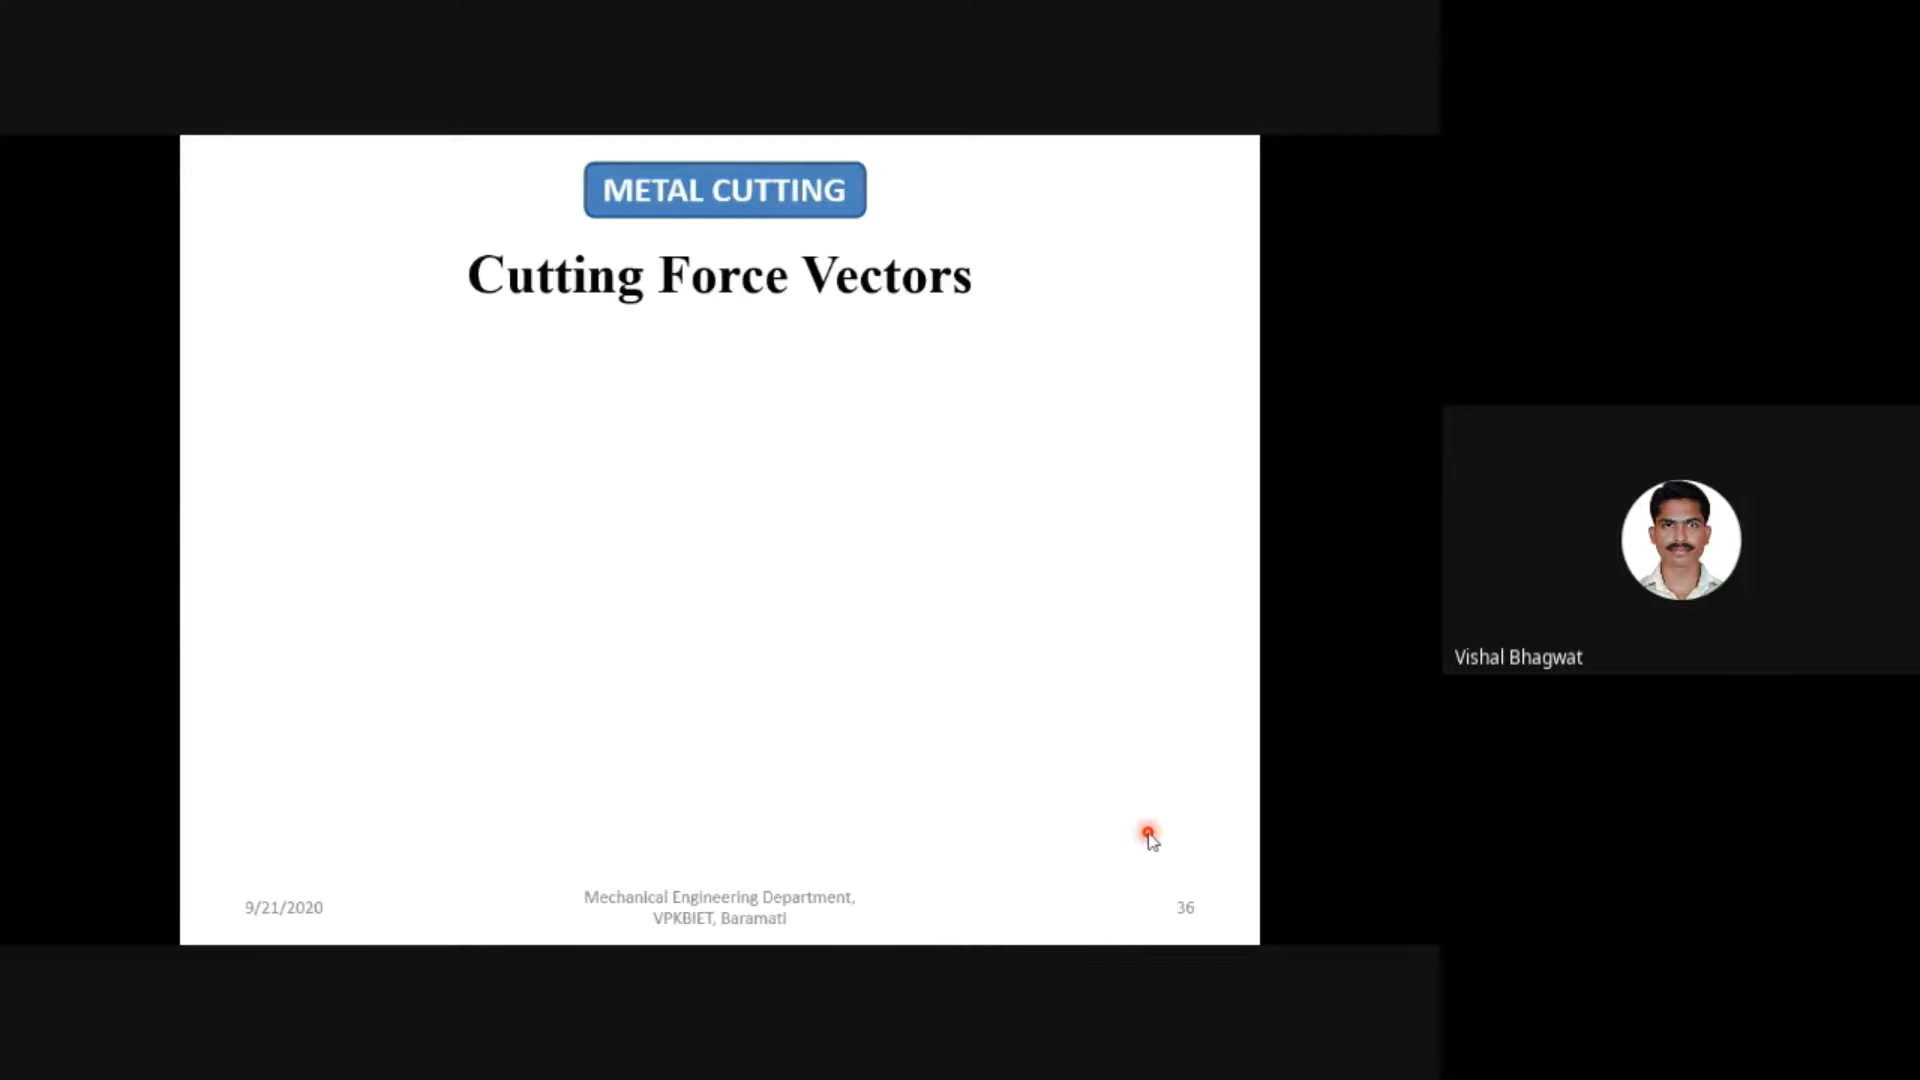 METAL CUTTING
Cutting Force Vectors
Vishal Bhagwat
9/21/2020
Mechanical Engineering Department,
VPKBIET, Baramati
36